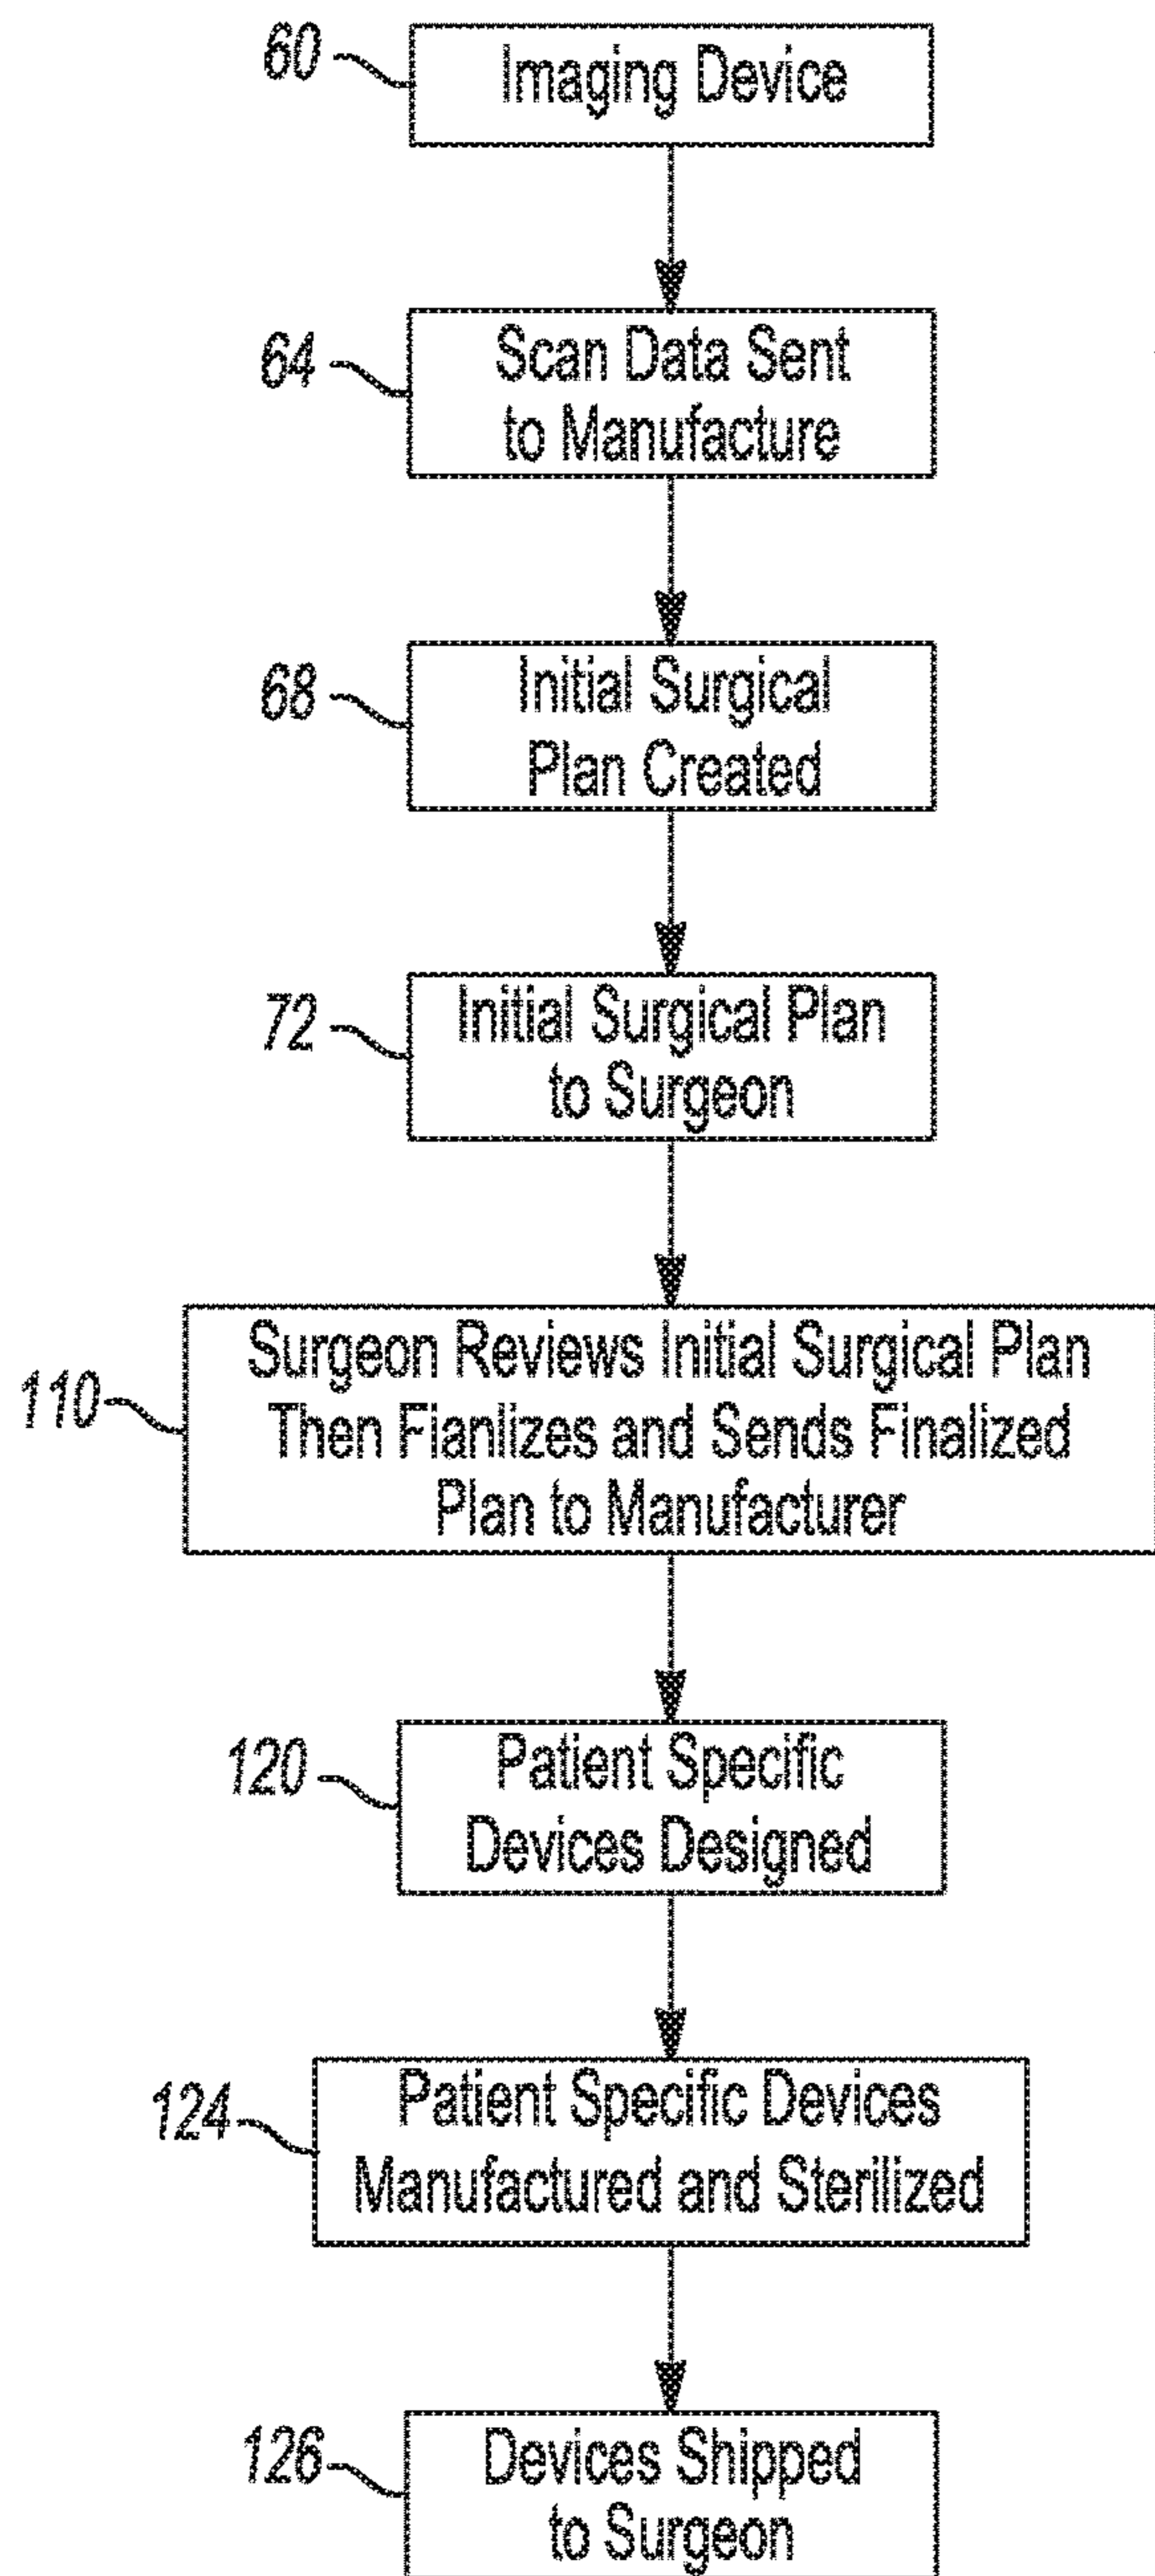 60
Imaging Device
64
Scan Data Sent
to Manufacture
68
Initial Surgical
Plan Created
72
Initial Surgical Plan
to Surgeon
110
Surgeon Reviews Initial Surgical Plan
Then Fianlizes and Sends Finalized
Plan to Manufacturer
120
Patient Specific
Devices Designed
124
Patient Specific Devices
Manufactured and Sterilized
126
Devices Shipped
to Surgeon